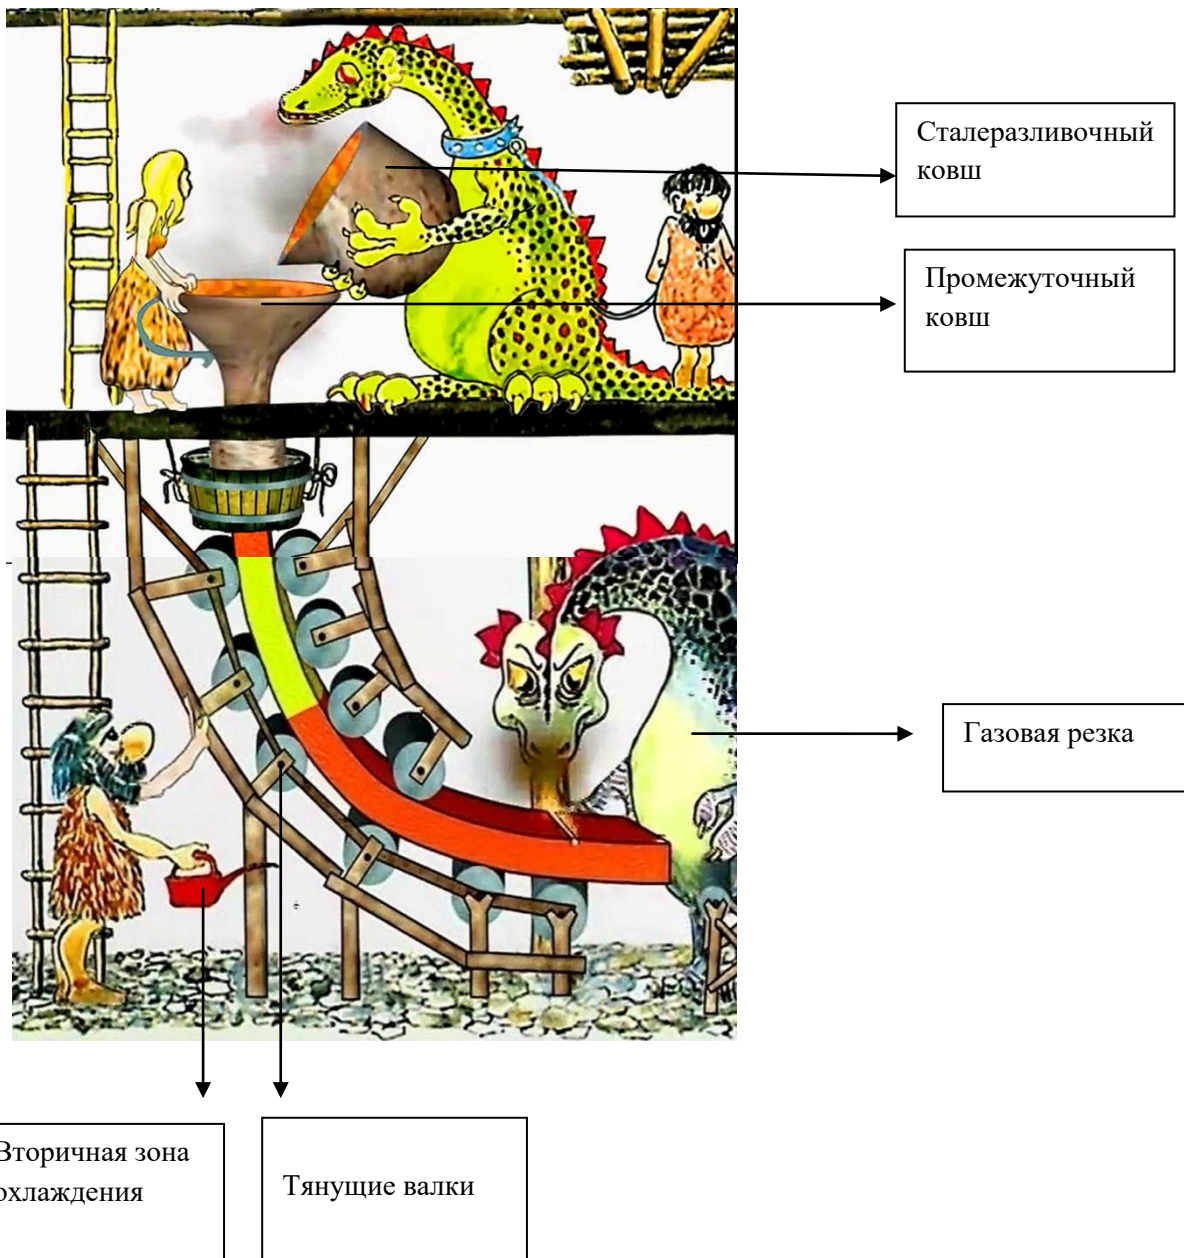 Сталеразливочный
ковш
Промежуточный
ковш
Газовая резка
Вторичная зона
охлаждения
Тянущие валки